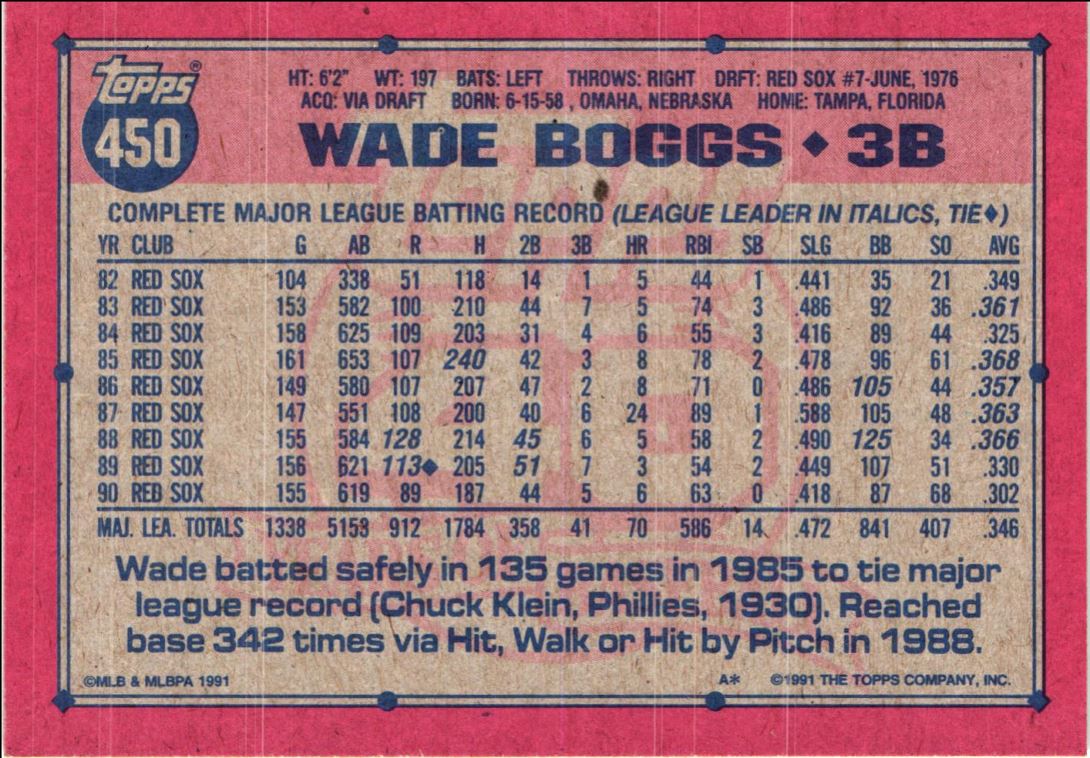 Topps®
450
HT: 6'2" WT: 197 BATS: LEFT THROWS: RIGHT DRFT: RED SOX #7-JUNE, 1976
ACQ: VIA DRAFT BORN: 6-15-58 , OMAHA, NEBRASKA HOME: TAMPA, FLORIDA
WADE BOGGS ♦ 3B
COMPLETE MAJOR LEAGUE BATTING RECORD (LEAGUE LEADER IN ITALICS, TIE♦)
YR CLUB G AB R H 2B 3B HR RBI SB SLG BB SO AVG
82 RED SOX 104 338 51 118 14 1 5 44 1 .441 35 21 .349
83 RED SOX 153 582 100 210 44 7 5 74 3 .486 92 36 .361
84 RED SOX 158 625 109 203 31 4 6 55 3 .416 89 44 .325
85 RED SOX 161 653 107 240 42 3 8 78 2 .478 96 61 .368
86 RED SOX 149 580 107 207 47 2 8 71 0 .486 105 44 .357
87 RED SOX 147 551 108 200 40 6 24 89 1 .588 105 48 .363
88 RED SOX 155 584 128 214 45 6 5 58 2 .490 125 34 .366
89 RED SOX 156 621 113♦ 205 51 7 3 54 2 .449 107 51 .330
90 RED SOX 155 619 89 187 44 5 6 63 0 .418 87 68 .302
MAJ. LEA. TOTALS 1338 5153 912 1784 358 41 70 586 14 .472 841 407 .346
Wade batted safely in 135 games in 1985 to tie major
league record (Chuck Klein, Phillies, 1930). Reached
base 342 times via Hit, Walk or Hit by Pitch in 1988.
©MLB & MLBPA 1991 A* ©1991 THE TOPPS COMPANY, INC.